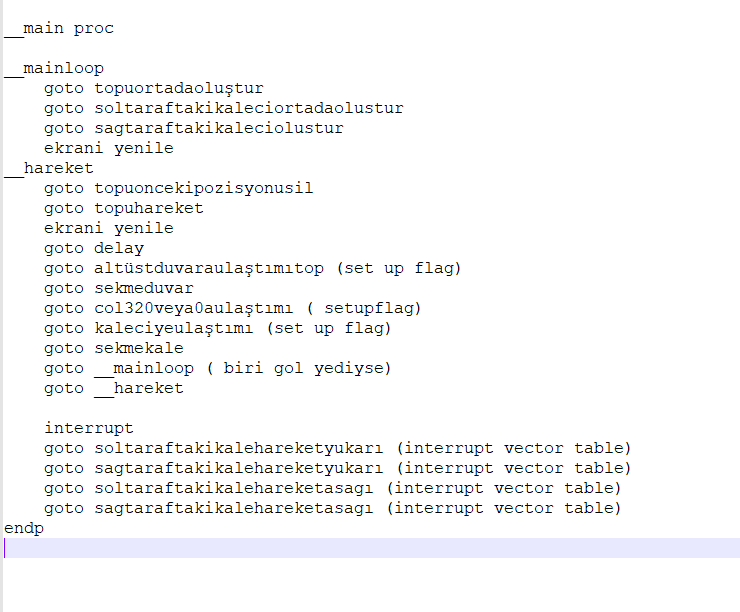 __main proc
__mainloop
goto topuortadaoluştur
goto soltaraftakikaleciortadaolustur
goto sagtaraftakikaleciolustur
ekrani yenile
__hareket
goto topuoncekipozisyonusil
goto topuhareket
ekrani yenile
goto delay
goto altüstduvaraulaştımıtop (set up flag)
goto sekmeduvar
goto col320veya0aulaştımı ( setupflag)
goto kaleciyeulaştımı (set up flag)
goto sekmekale
goto __mainloop ( biri gol yediyse)
goto __hareket
interrupt
goto soltaraftakikalehareketyukarı (interrupt vector table)
goto sagtaraftakikalehareketyukarı (interrupt vector table)
goto soltaraftakikalehareketasagı (interrupt vector table)
goto sagtaraftakikalehareketasagı (interrupt vector table)
endp